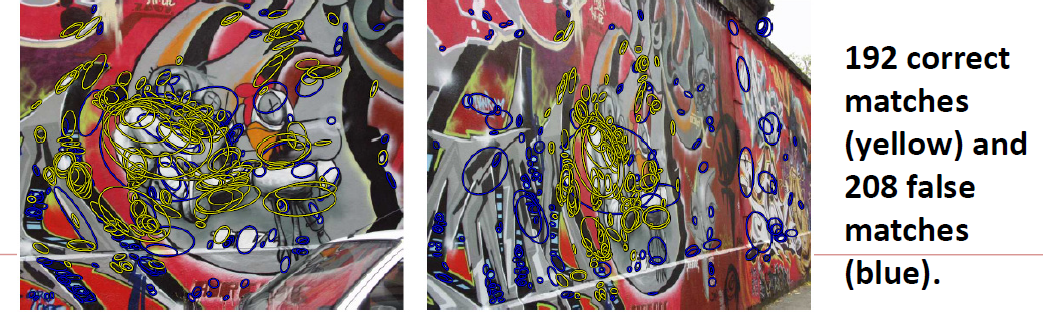 192 correct
matches
(yellow) and
208 false
matches
(blue).